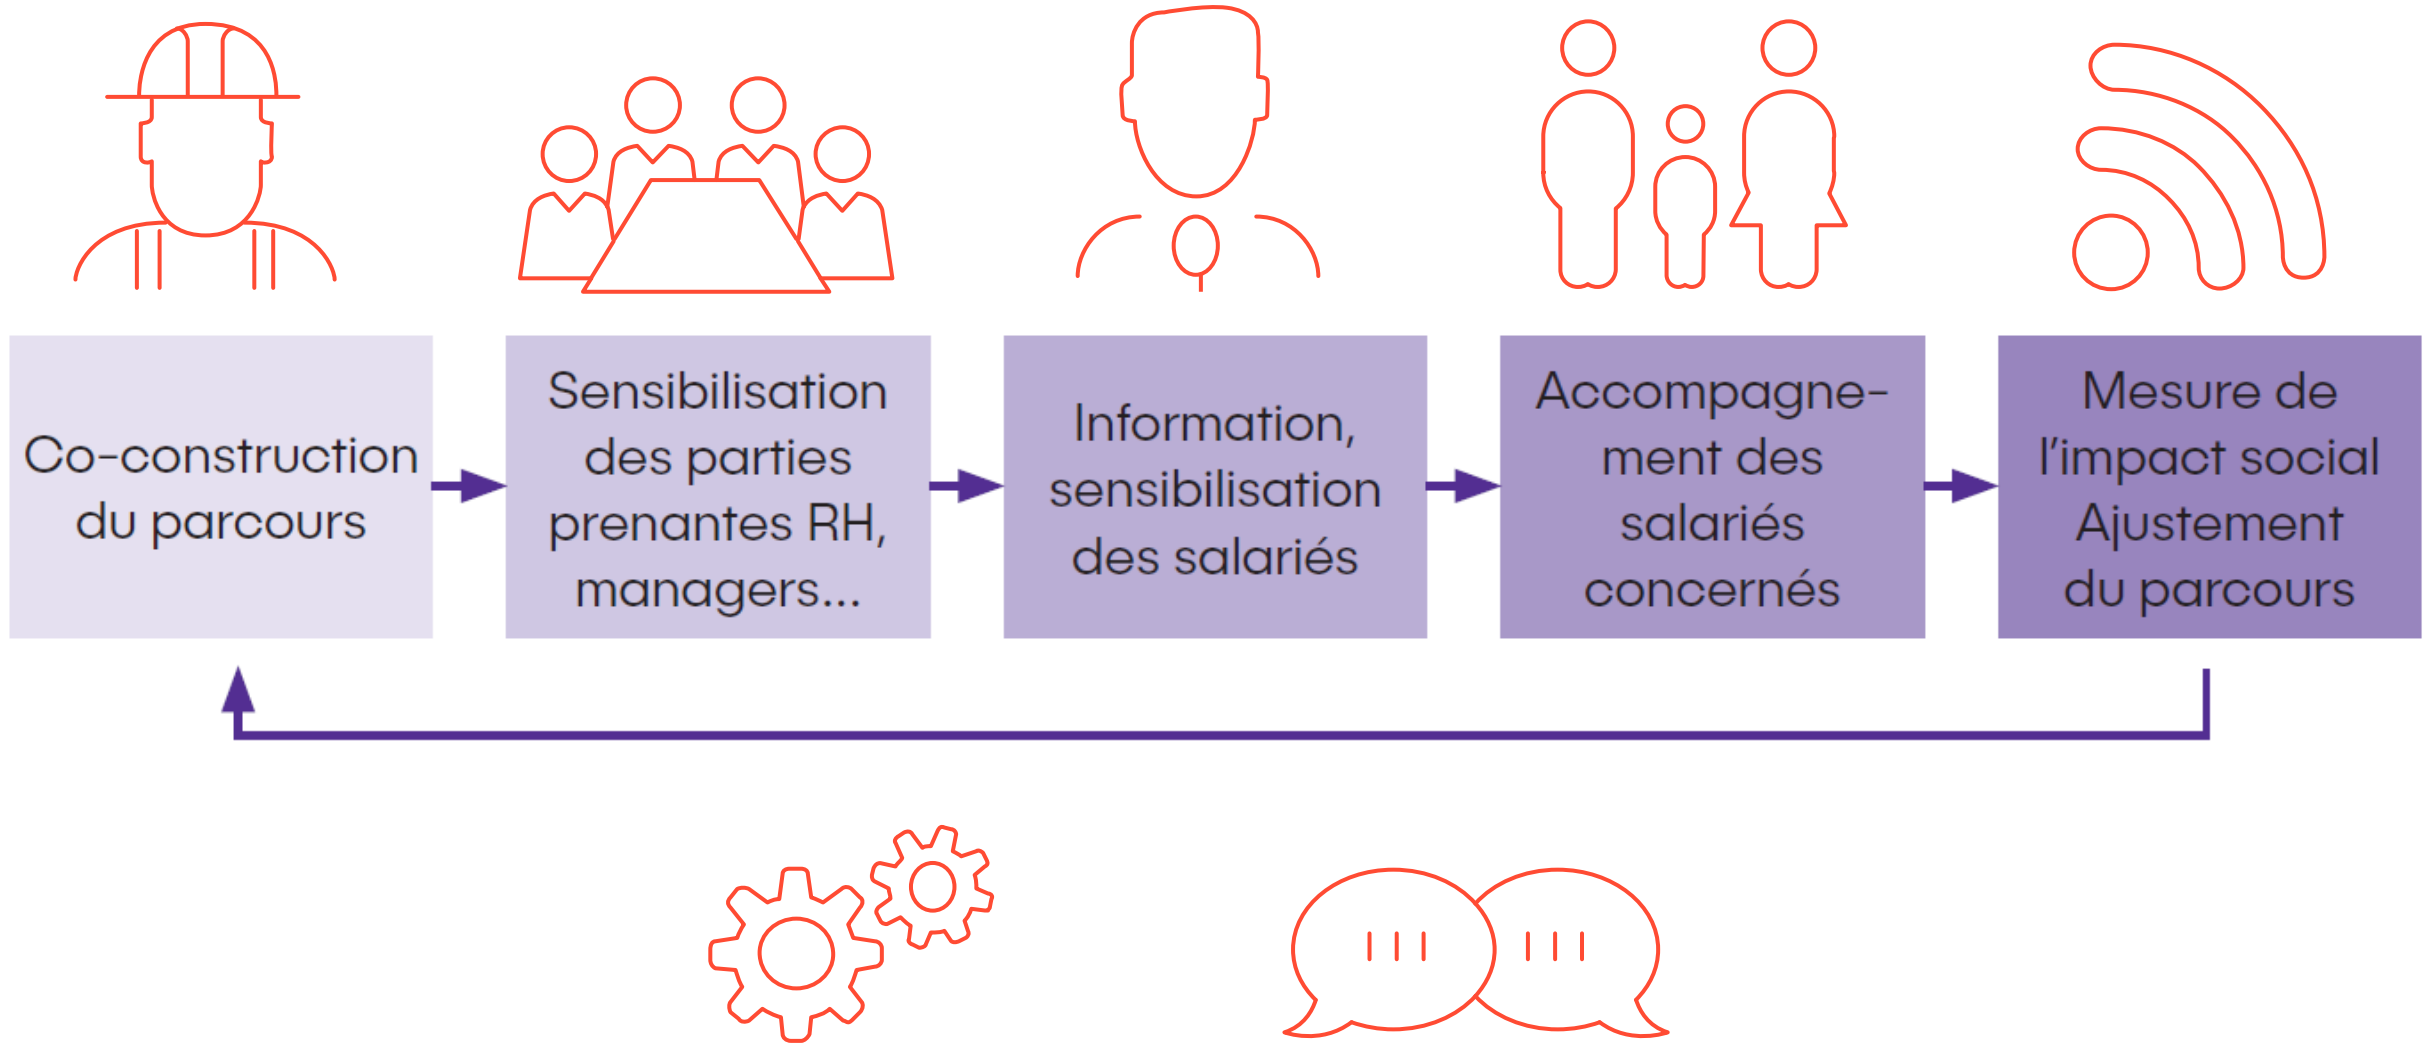 Co-construction
du parcours
Sensibilisation
des parties
prenantes RH,
managers...
Information,
sensibilisation
des salariés
Accompagne-
ment des
salariés
concernés
Mesure de
l'impact social
Ajustement
du parcours